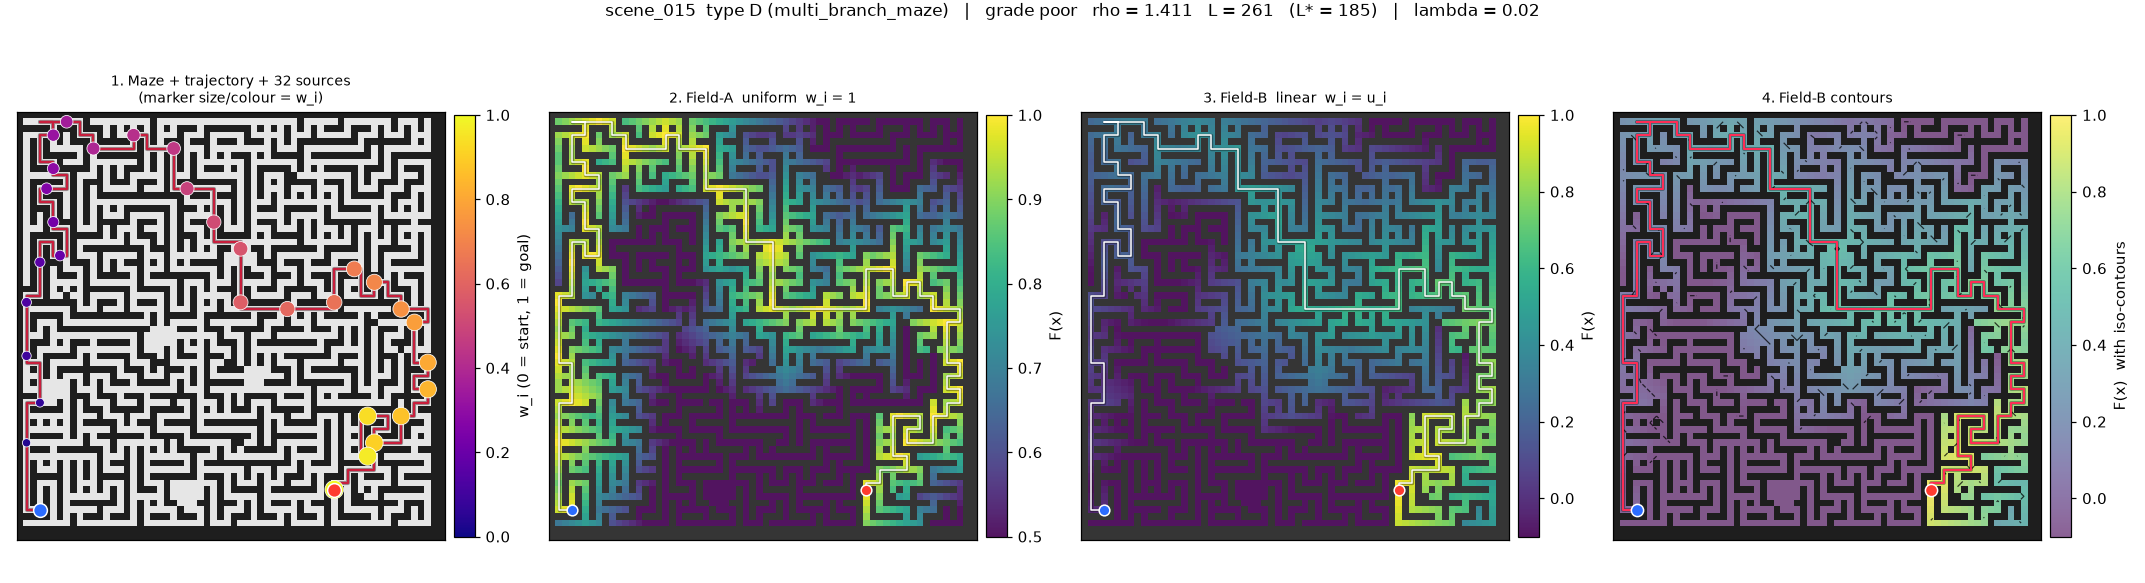 scene_015  type D (multi_branch_maze)   |   grade poor   rho = 1.411   L = 261   (L* = 185)   |   lambda = 0.02
1. Maze + trajectory + 32 sources
(marker size/colour = w_i)
1.0
0.8
0.6
0.4
0.2
0.0
w_i (0 = start, 1 = goal)
2. Field-A  uniform  w_i = 1
1.0
0.9
0.8
0.7
0.6
0.5
F(x)
3. Field-B  linear  w_i = u_i
1.0
0.8
0.6
0.4
0.2
0.0
F(x)
4. Field-B contours
1.0
0.8
0.6
0.4
0.2
0.0
F(x)   with iso-contours